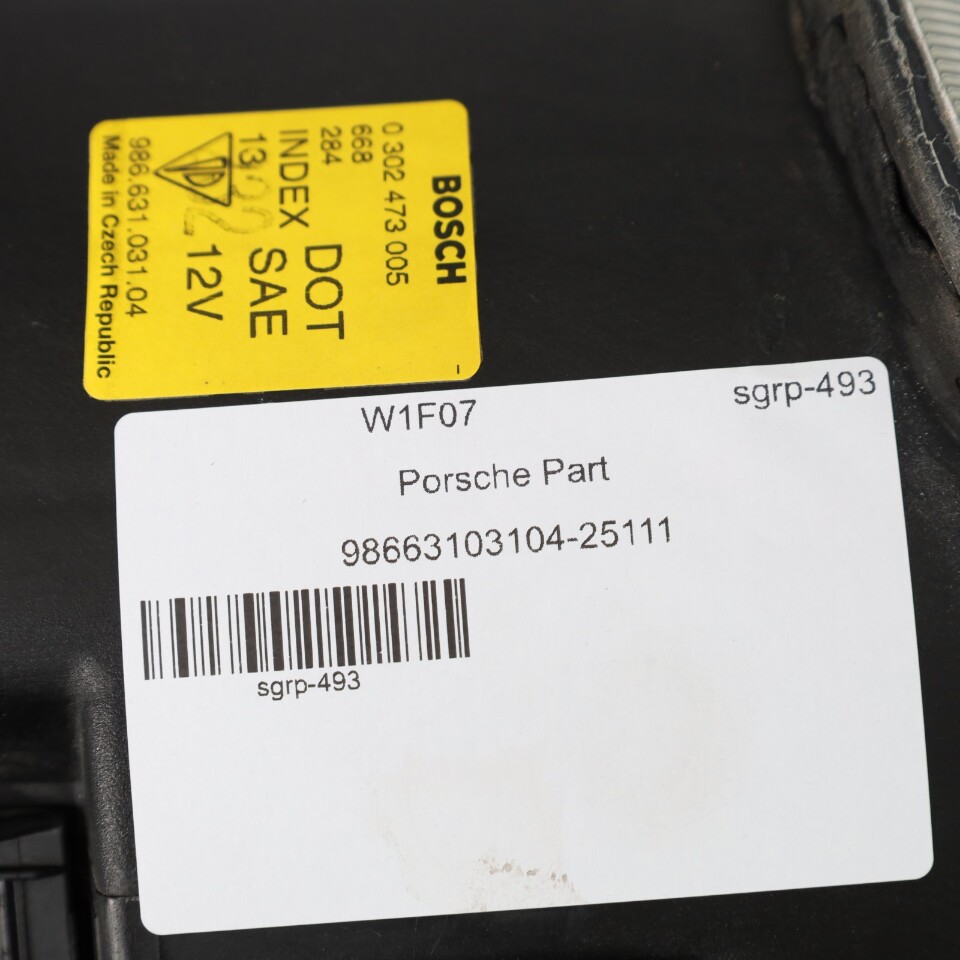 BOSCH
0 302 473 005
668
284
DOT
INDEX SAE
13
12V
986.631.031.04
Made in Czech Republic
W1F07
sgrp-493
Porsche Part
98663103104-25111
sgrp-493